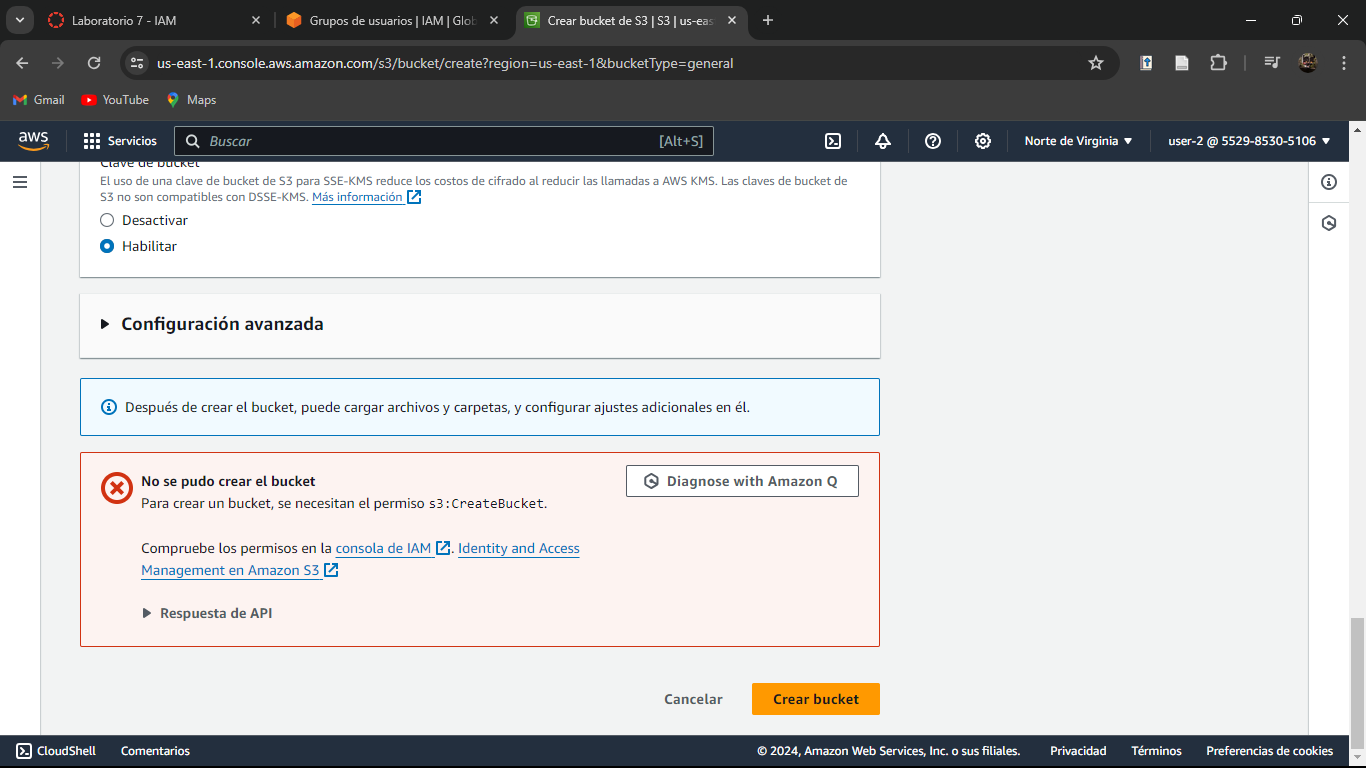 Laboratorio 7 - IAM
Grupos de usuarios | IAM | Glob
Crear bucket de S3 | S3 | us-eas
us-east-1.console.aws.amazon.com/s3/bucket/create?region=us-east-1&bucketType=general
Gmail
YouTube
Maps
aws
Servicios
Buscar
[Alt+S]
Norte de Virginia
user-2 @ 5529-8530-5106
Clave de bucket
El uso de una clave de bucket de S3 para SSE-KMS reduce los costos de cifrado al reducir las llamadas a AWS KMS. Las claves de bucket de
S3 no son compatibles con DSSE-KMS. Más información
Desactivar
Habilitar
Configuración avanzada
Después de crear el bucket, puede cargar archivos y carpetas, y configurar ajustes adicionales en él.
No se pudo crear el bucket
Diagnose with Amazon Q
Para crear un bucket, se necesitan el permiso s3:CreateBucket.
Compruebe los permisos en la consola de IAM. Identity and Access
Management en Amazon S3
Respuesta de API
Cancelar
Crear bucket
CloudShell
Comentarios
© 2024, Amazon Web Services, Inc. o sus filiales.
Privacidad
Términos
Preferencias de cookies